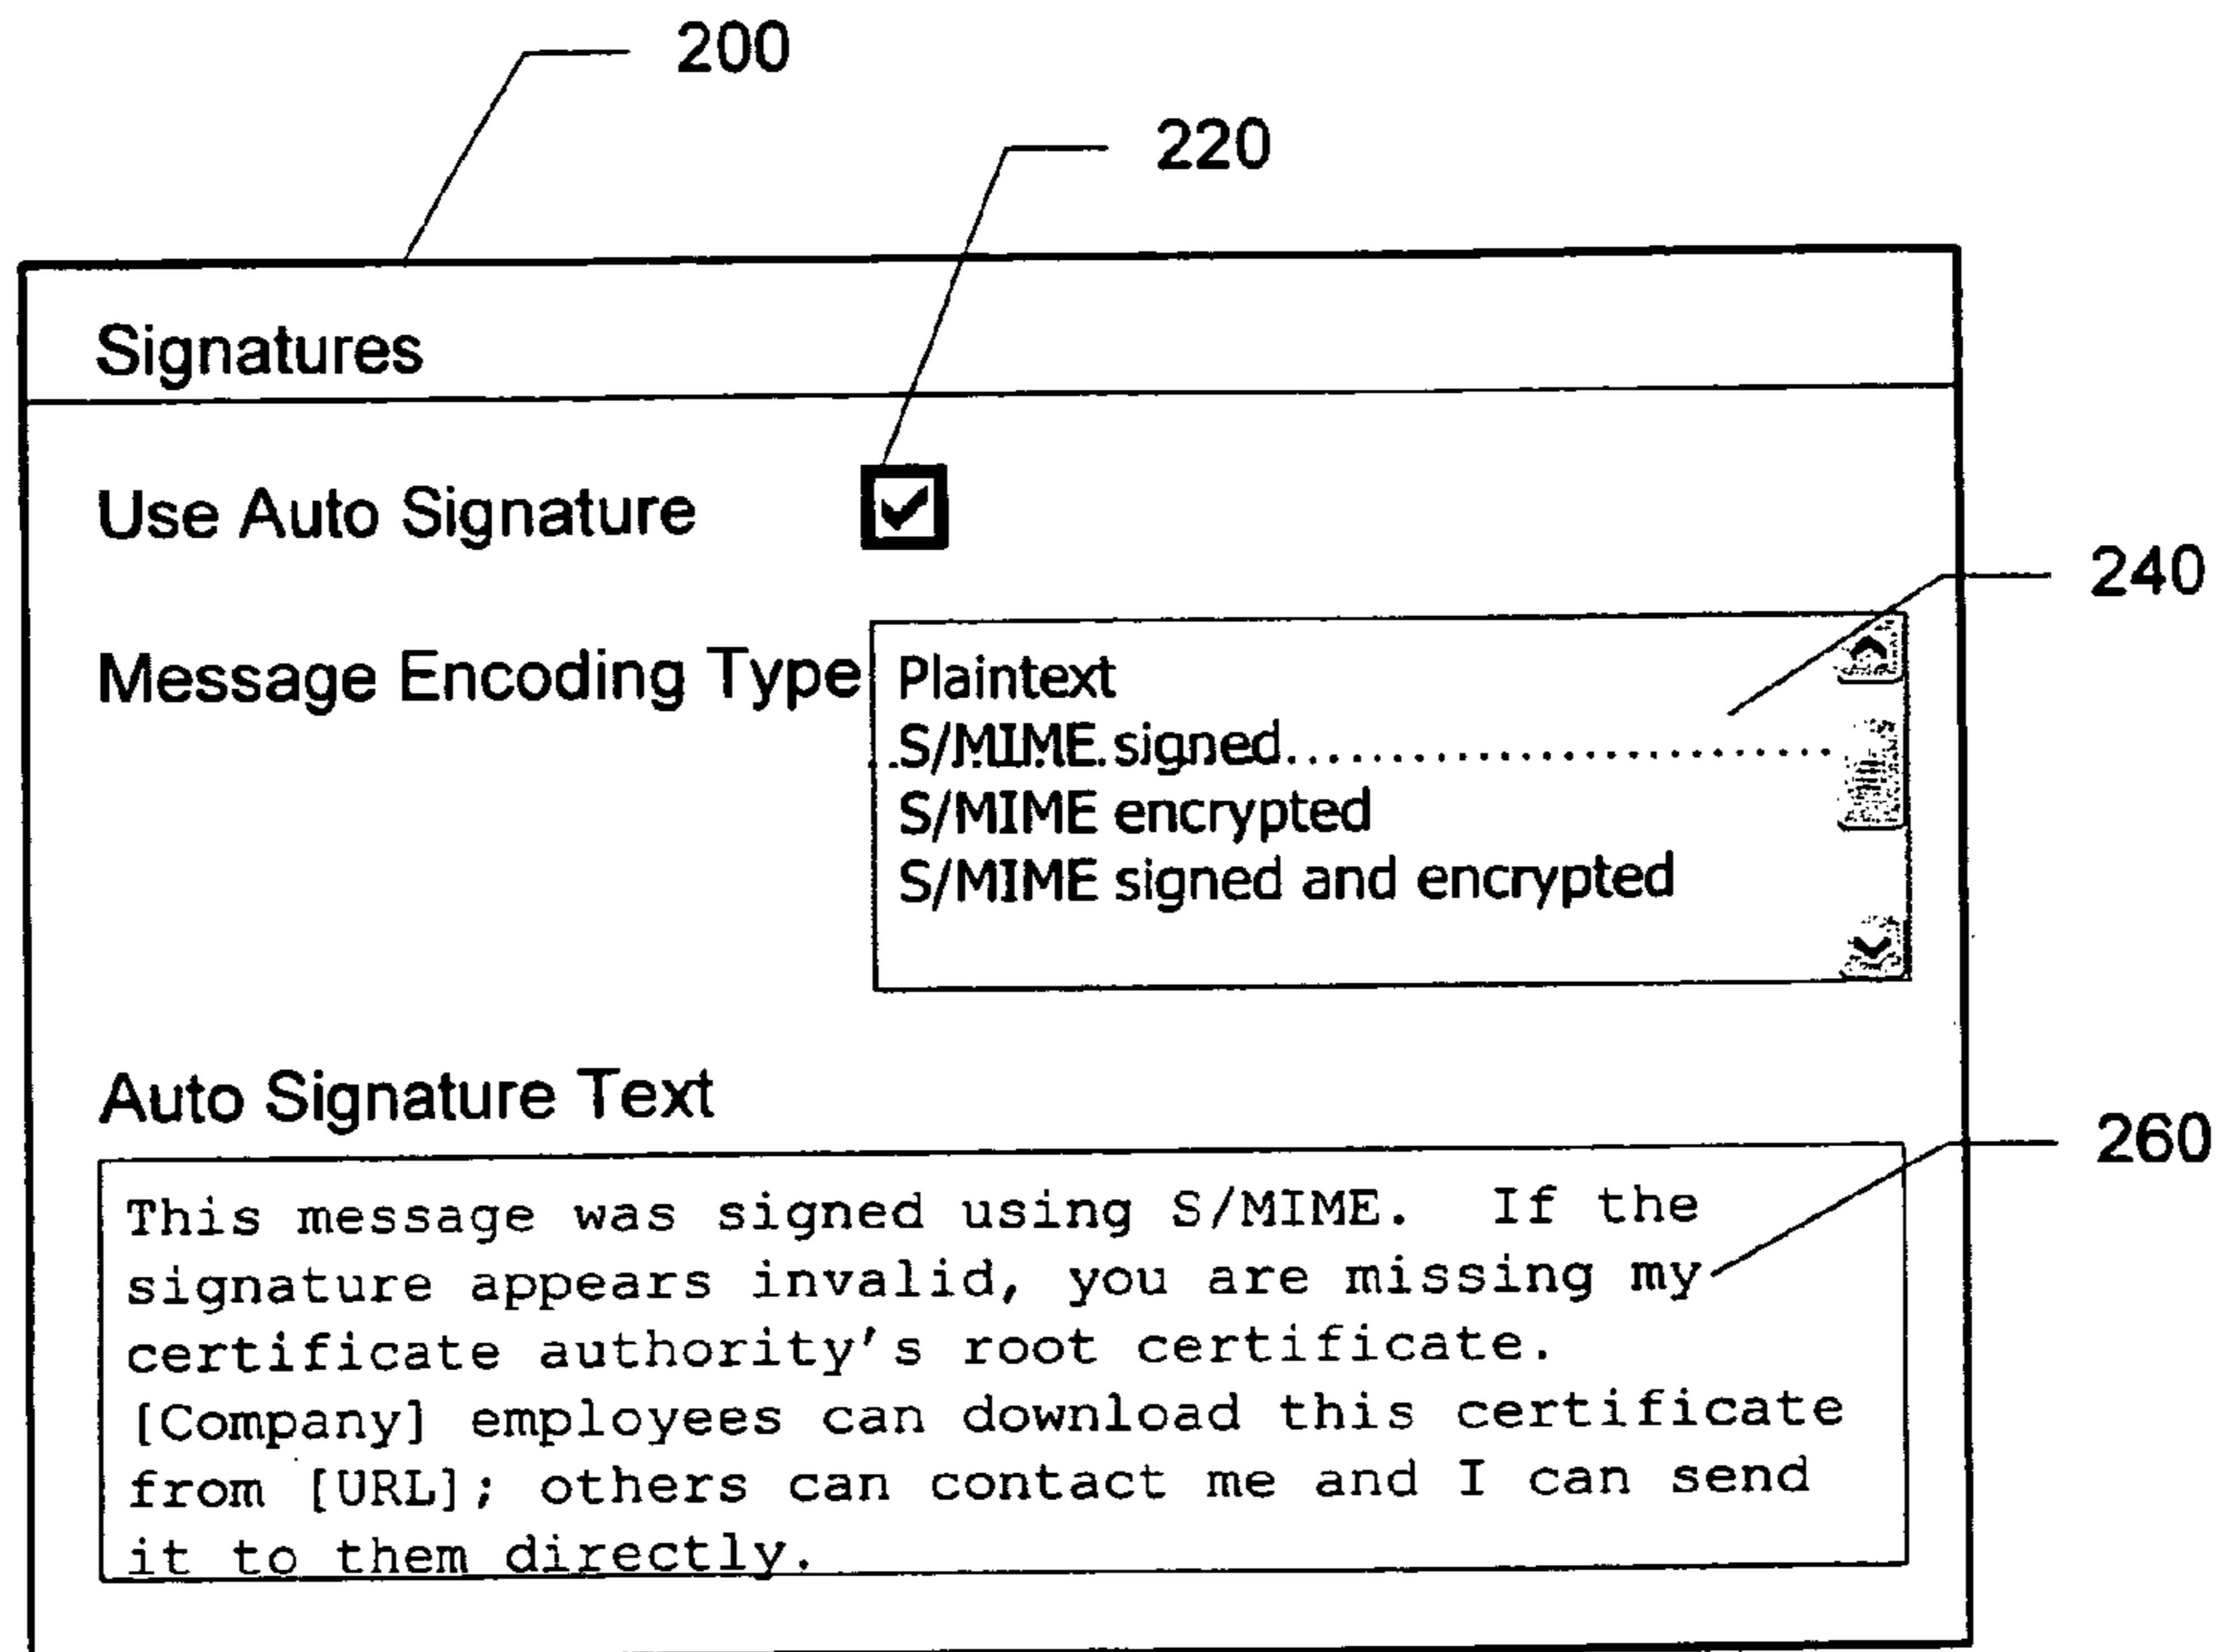 200
220
Signatures
Use Auto Signature
240
Message Encoding Type
Plaintext
S/MIME signed
S/MIME encrypted
S/MIME signed and encrypted
Auto Signature Text
260
This message was signed using S/MIME. If the
signature appears invalid, you are missing my
certificate authority's root certificate.
[Company] employees can download this certificate
from [URL]; others can contact me and I can send
it to them directly.